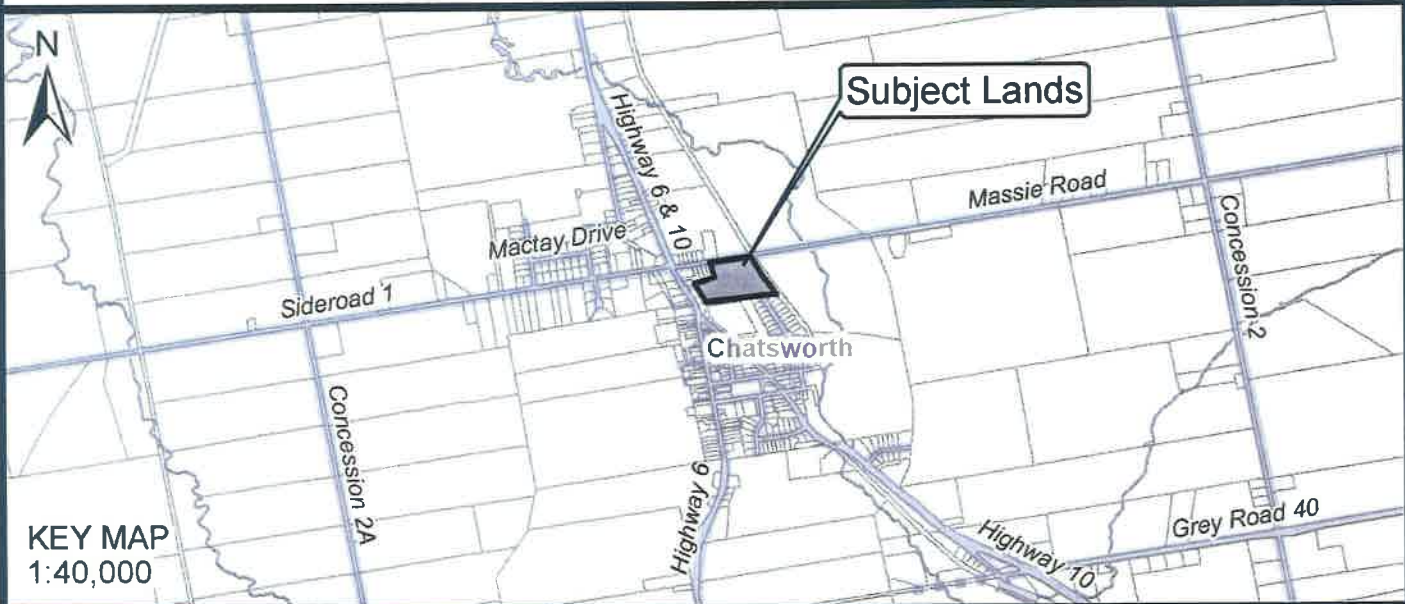 N
Subject Lands
Highway 6 & 10
Massie Road
Mactay Drive
Concession 2
Sideroad 1
Chatsworth
Concession 2A
Highway 6
Grey Road 40
Highway 10
KEY MAP
1:40,000